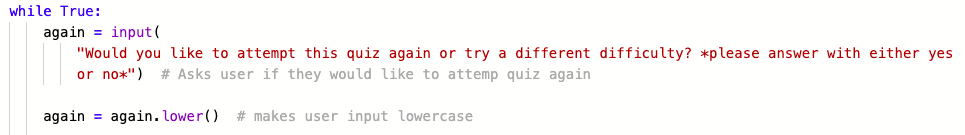 while True:
again = input(
"Would you like to attempt this quiz again or try a different difficulty? *please answer with either yes
or no*")  # Asks user if they would like to attemp quiz again
again = again.lower()  # makes user input lowercase